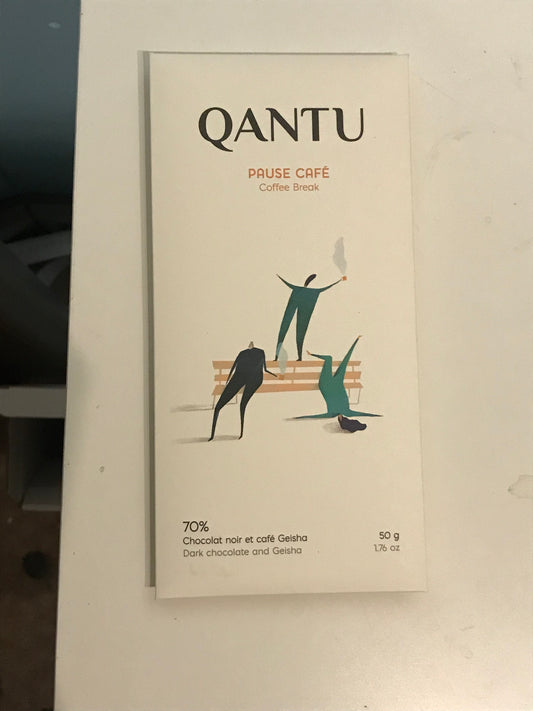 QANTU
PAUSE CAFÉ
Coffee Break
70%
Chocolat noir et café Geisha
Dark chocolate and Geisha
50 g
1.76 oz